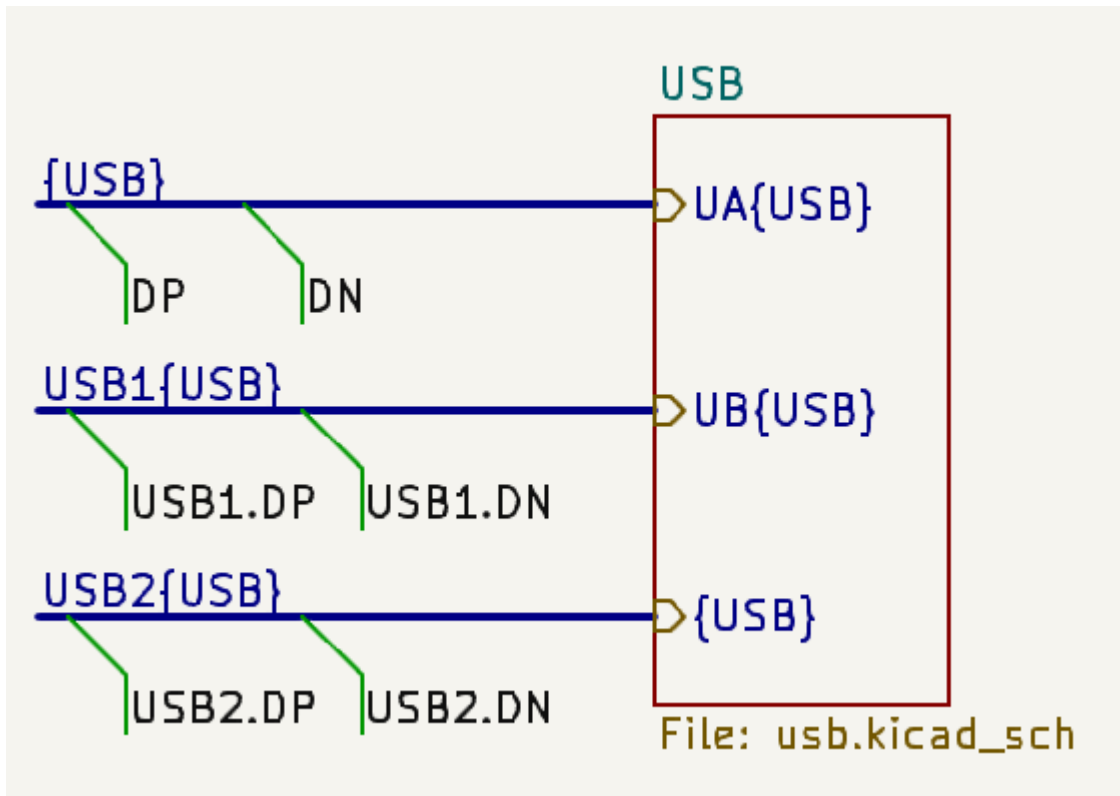 USB
{USB}
UA{USB}
DP
DN
USB1{USB}
UB{USB}
USB1.DP
USB1.DN
USB2{USB}
{USB}
USB2.DP
USB2.DN
File: usb.kicad_sch